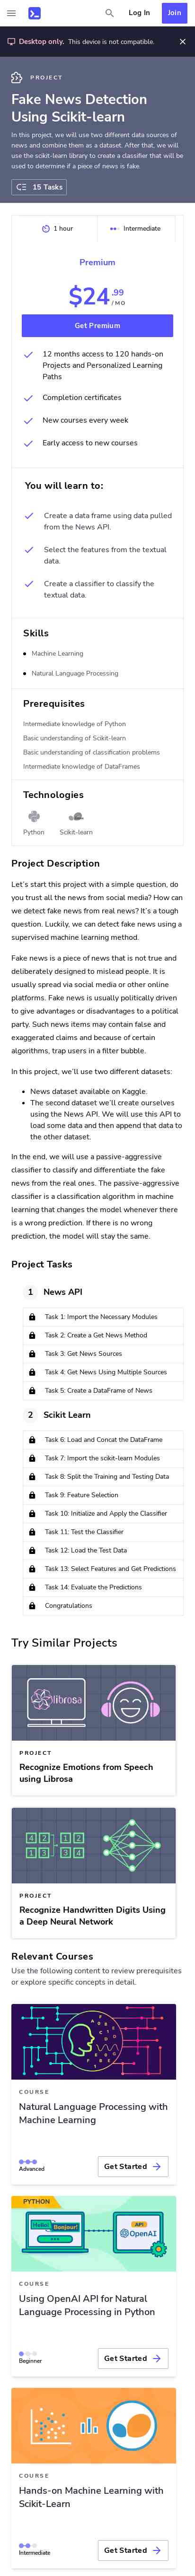 Log In
Join
Desktop only. This device is not compatible.
PROJECT
Fake News Detection
Using Scikit-learn
In this project, we will use two different data sources of
news and combine them as a dataset. After that, we will
use the scikit-learn library to create a classifier that will be
used to determine if a piece of news is fake.
15 Tasks
1 hour
Intermediate
Premium
$24.99
/MO
Get Premium
12 months access to 120 hands-on
Projects and Personalized Learning
Paths
Completion certificates
New courses every week
Early access to new courses
You will learn to:
Create a data frame using data pulled
from the News API.
Select the features from the textual
data.
Create a classifier to classify the
textual data.
Skills
Machine Learning
Natural Language Processing
Prerequisites
Intermediate knowledge of Python
Basic understanding of Scikit-learn
Basic understanding of classification problems
Intermediate knowledge of DataFrames
Technologies
Python
Scikit-learn
Project Description
Let's start this project with a simple question, do
you trust all the news from social media? How can
we detect fake news from real news? It's a tough
question. Luckily, we can detect fake news using a
supervised machine learning method.
Fake news is a piece of news that is not true and
deliberately designed to mislead people. It is
usually spread via social media or other online
platforms. Fake news is usually politically driven
to give advantages or disadvantages to a political
party. Such news items may contain false and
exaggerated claims and because of certain
algorithms, trap users in a filter bubble.
In this project, we'll use two different datasets:
News dataset available on Kaggle.
The second dataset we'll create ourselves
using the News API. We will use this API to
load some data and then append that data to
the other dataset.
In the end, we will use a passive-aggressive
classifier to classify and differentiate the fake
news from the real ones. The passive-aggressive
classifier is a classification algorithm in machine
learning that changes the model whenever there
is a wrong prediction. If there is no wrong
prediction, the model will stay the same.
Project Tasks
1 News API
Task 1: Import the Necessary Modules
Task 2: Create a Get News Method
Task 3: Get News Sources
Task 4: Get News Using Multiple Sources
Task 5: Create a DataFrame of News
2 Scikit Learn
Task 6: Load and Concat the DataFrame
Task 7: Import the scikit-learn Modules
Task 8: Split the Training and Testing Data
Task 9: Feature Selection
Task 10: Initialize and Apply the Classifier
Task 11: Test the Classifier
Task 12: Load the Test Data
Task 13: Select Features and Get Predictions
Task 14: Evaluate the Predictions
Congratulations
Try Similar Projects
librosa
PROJECT
Recognize Emotions from Speech
using Librosa
4 2 1 2
9 1 3 4
PROJECT
Recognize Handwritten Digits Using
a Deep Neural Network
Relevant Courses
Use the following content to review prerequisites
or explore specific concepts in detail.
COURSE
Natural Language Processing with
Machine Learning
Advanced
Get Started
PYTHON
Hello
Bonjour!
API
OpenAI
COURSE
Using OpenAI API for Natural
Language Processing in Python
Beginner
Get Started
COURSE
Hands-on Machine Learning with
Scikit-Learn
Intermediate
Get Started